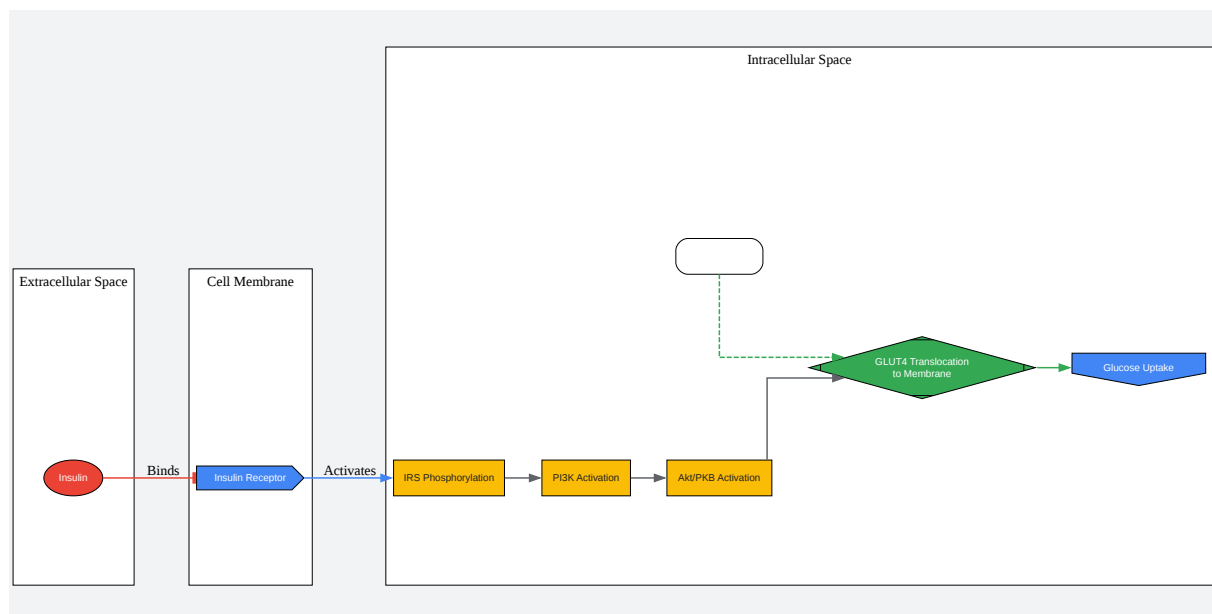 Intracellular Space
Extracellular Space
Cell Membrane
GLUT4 Translocation
to Membrane
Glucose Uptake
Insulin
Binds
Insulin Receptor
Activates
IRS Phosphorylation
PI3K Activation
Akt/PKB Activation